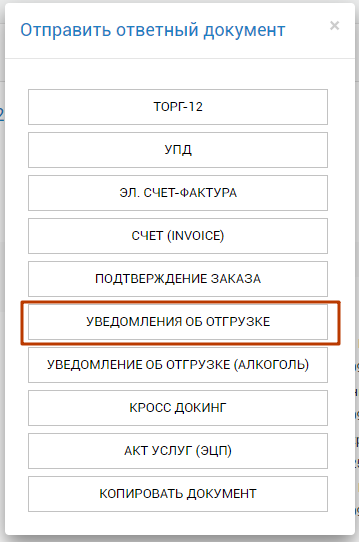 Отправить ответный документ ×
ТОРГ-12
УПД
ЭЛ. СЧЕТ-ФАКТУРА
СЧЕТ (INVOICE)
ПОДТВЕРЖДЕНИЕ ЗАКАЗА
УВЕДОМЛЕНИЯ ОБ ОТГРУЗКЕ
УВЕДОМЛЕНИЕ ОБ ОТГРУЗКЕ (АЛКОГОЛЬ)
КРОСС ДОКИНГ
АКТ УСЛУГ (ЭЦП)
КОПИРОВАТЬ ДОКУМЕНТ